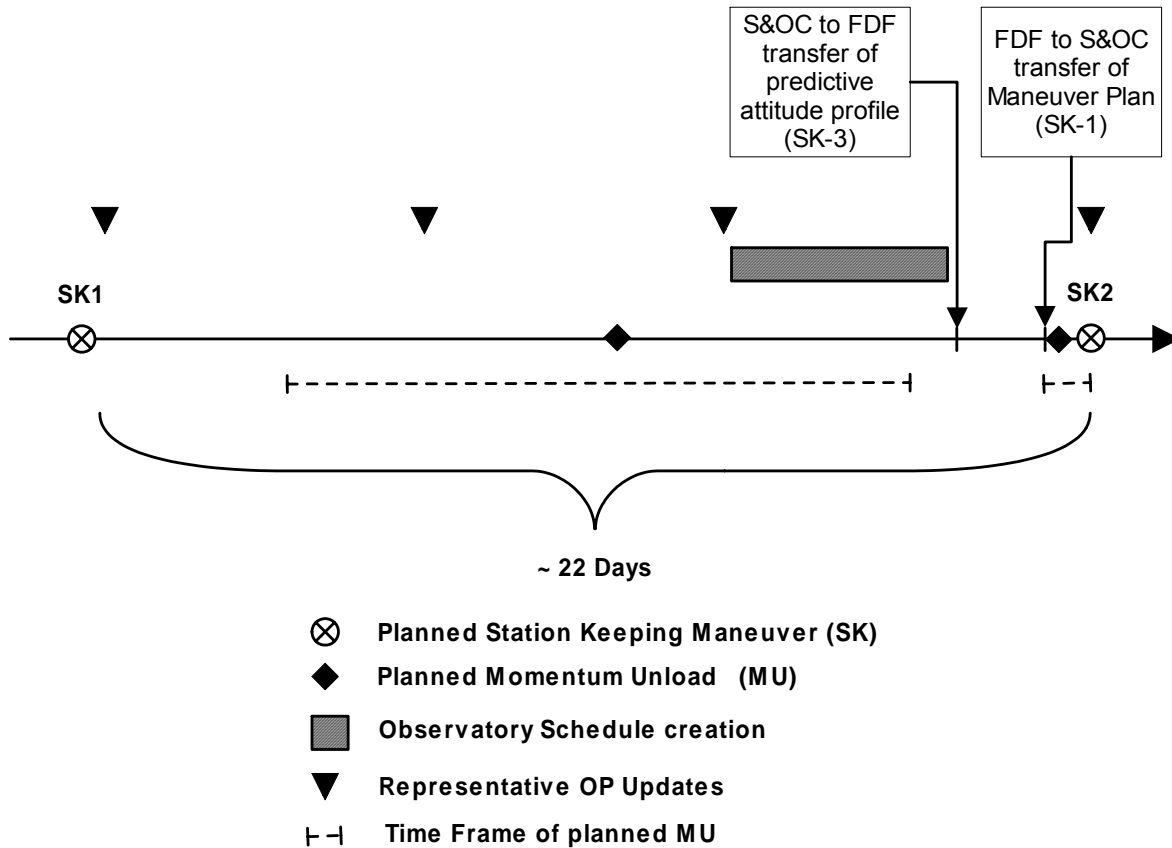 S&OC to FDF
transfer of
predictive
attitude profile
(SK-3)
FDF to S&OC
transfer of
Maneuver Plan
(SK-1)
SK1
SK2
~ 22 Days
Planned Station Keeping Maneuver (SK)
Planned Momentum Unload (MU)
Observatory Schedule creation
Representative OP Updates
Time Frame of planned MU